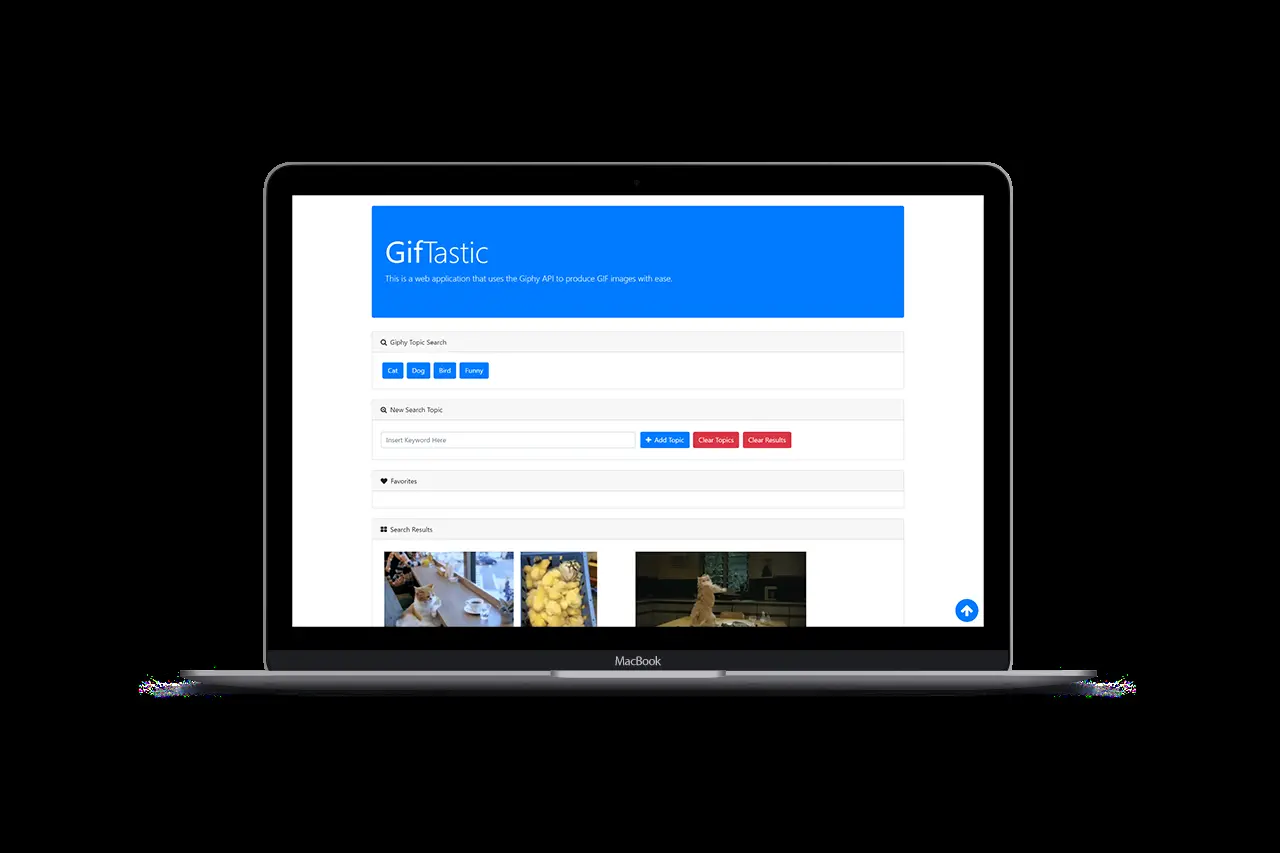 GifTastic
This is a web application that uses the Giphy API to produce GIF images with ease.
Giphy Topic Search
Cat Dog Bird Funny
New Search Topic
Insert Keyword Here Add Topic Clear Topics Clear Results
Favorites
Search Results
MacBook